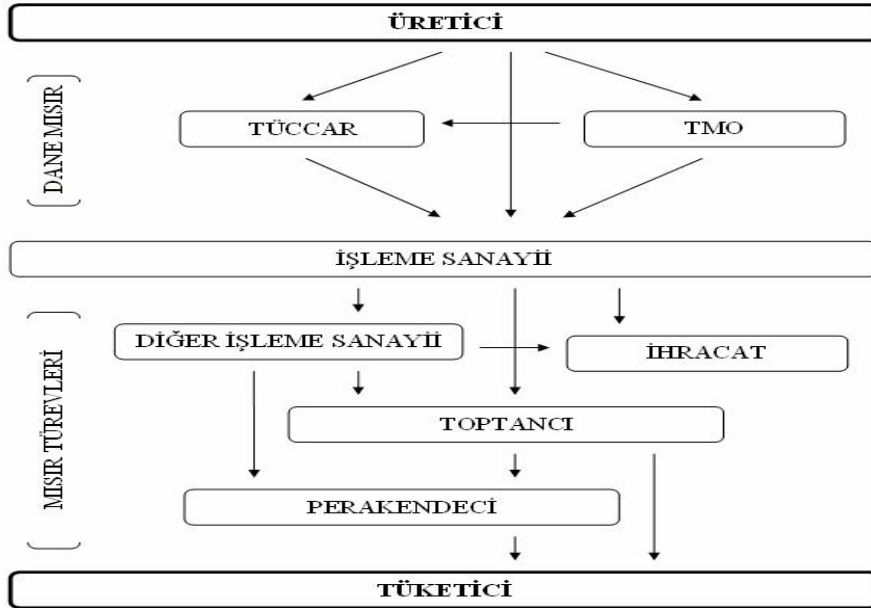 ÜRETİCİ
DANE MISIR
TÜCCAR
TMO
İŞLEME SANAYİİ
MISIR TÜREVLERİ
DİĞER İŞLEME SANAYİİ
İHRACAT
TOPTANCI
PERAKENDECİ
TÜKETİCİ